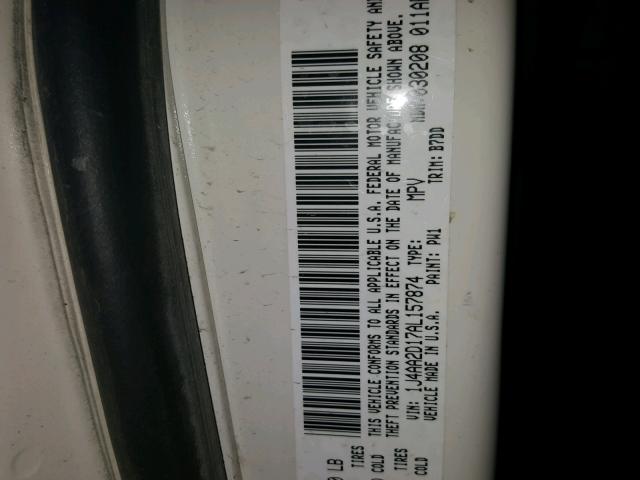 LB
TIRES
COLD
TIRES
COLD
011A
THIS VEHICLE CONFORMS TO ALL APPLICABLE U.S.A. FEDERAL MOTOR VEHICLE SAFETY AND
THEFT PREVENTION STANDARDS IN EFFECT ON THE DATE OF MANUFACTURE SHOWN ABOVE.
VIN: 1J4AA2D17AL157874 TYPE: MPV 030208
VEHICLE MADE IN U.S.A. PAINT: PW1 TRIM: B7DD